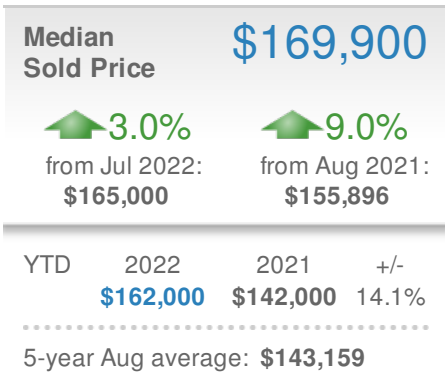 Median
Sold Price
$169,900
3.0%
from Jul 2022:
$165,000
9.0%
from Aug 2021:
$155,896
YTD 2022 2021 +/-
$162,000 $142,000 14.1%
5-year Aug average: $143,159